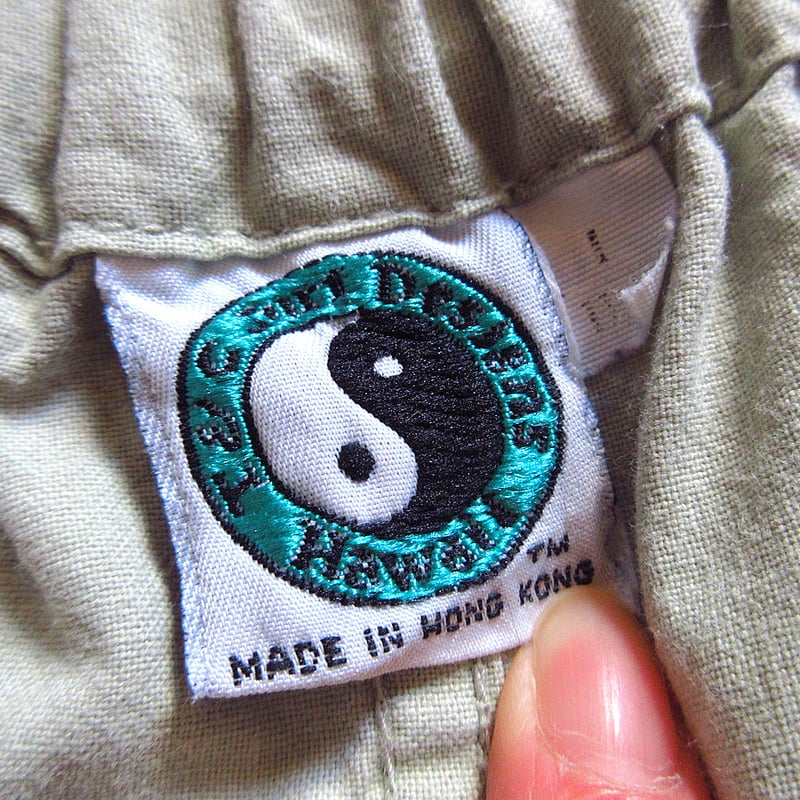 T&C Surf Designs
Hawaii
TM
MADE IN HONG KONG